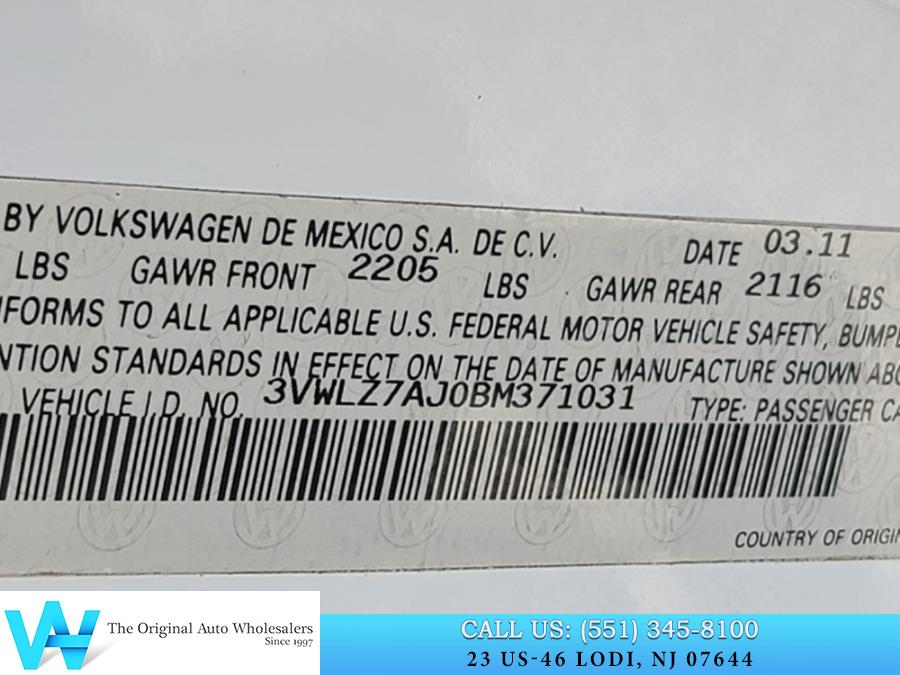 BY VOLKSWAGEN DE MEXICO S.A. DE C.V. DATE 03.11
LBS GAWR FRONT 2205 LBS GAWR REAR 2116 LBS
FORMS TO ALL APPLICABLE U.S. FEDERAL MOTOR VEHICLE SAFETY, BUMPE
NTION STANDARDS IN EFFECT ON THE DATE OF MANUFACTURE SHOWN ABO
VEHICLE I.D. NO. 3VWLZ7AJ0BM371031 TYPE: PASSENGER CA
COUNTRY OF ORIGIN
The Original Auto Wholesalers
Since 1997
CALL US: (551) 345-8100
23 US-46 LODI, NJ 07644